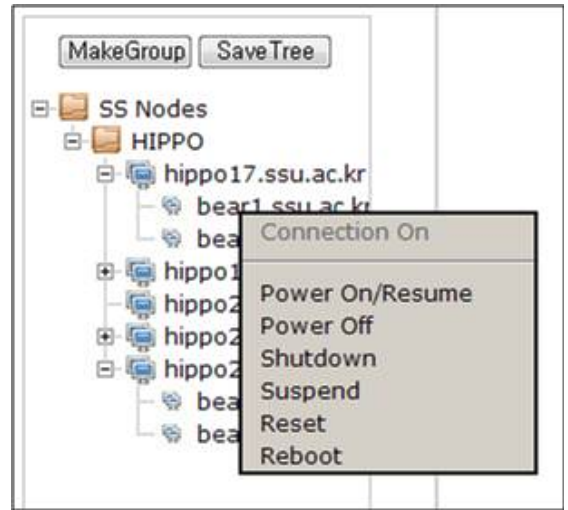 MakeGroup SaveTree
SS Nodes
HIPPO
hippo17.ssu.ac.kr
bear1.ssu.ac.kr
bea
Connection On
hippo1
Power On/Resume
hippo2
Power Off
hippo2
Shutdown
hippo2
Suspend
bea
Reset
bea
Reboot